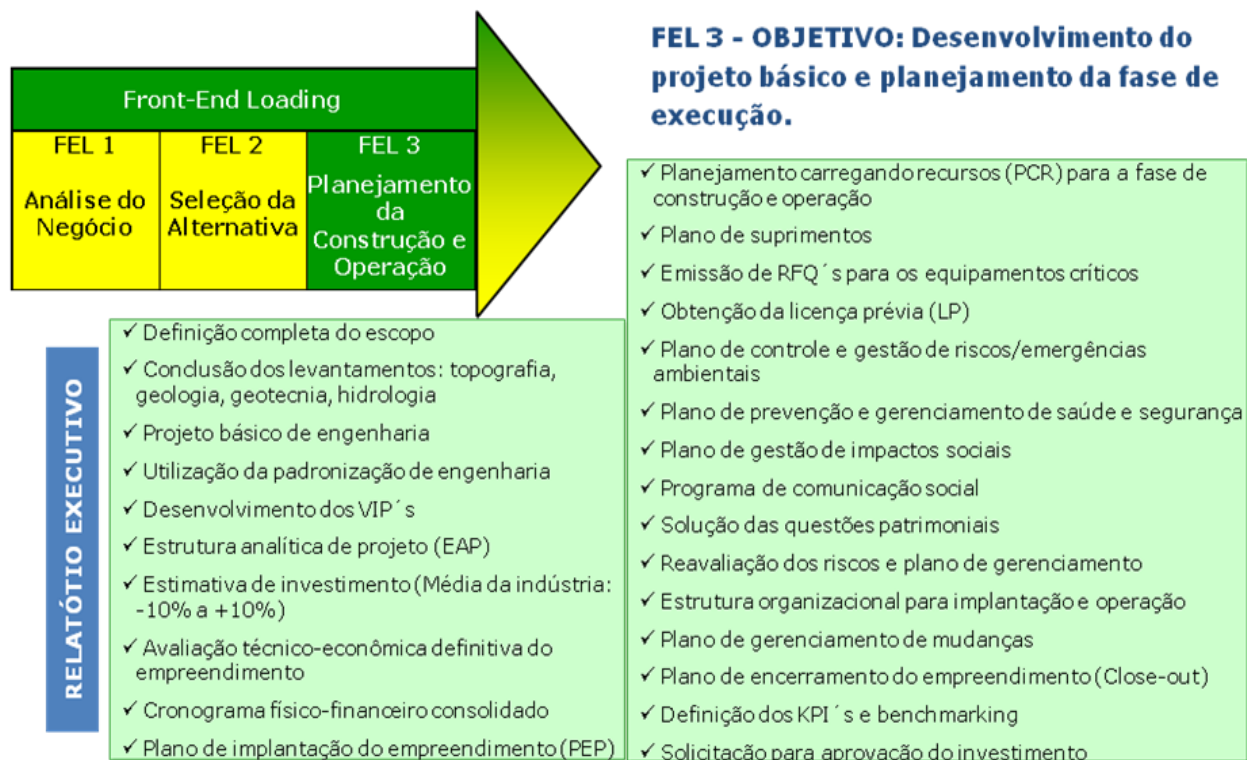 Front-End Loading
FEL 1
Análise do
Negócio
FEL 2
Seleção da
Alternativa
FEL 3
Planejamento
da
Construção e
Operação
FEL 3 - OBJETIVO: Desenvolvimento do
projeto básico e planejamento da fase de
execução.
RELATÓTIO EXECUTIVO
✓ Definição completa do escopo
✓ Conclusão dos levantamentos: topografia,
geologia, geotecnia, hidrologia
✓ Projeto básico de engenharia
✓ Utilização da padronização de engenharia
✓ Desenvolvimento dos VIP´s
✓ Estrutura analítica de projeto (EAP)
✓ Estimativa de investimento (Média da indústria:
-10% a +10%)
✓ Avaliação técnico-econômica definitiva do
empreendimento
✓ Cronograma físico-financeiro consolidado
✓ Plano de implantação do empreendimento (PEP)
✓ Planejamento carregando recursos (PCR) para a fase de
construção e operação
✓ Plano de suprimentos
✓ Emissão de RFQ´s para os equipamentos críticos
✓ Obtenção da licença prévia (LP)
✓ Plano de controle e gestão de riscos/emergências
ambientais
✓ Plano de prevenção e gerenciamento de saúde e segurança
✓ Plano de gestão de impactos sociais
✓ Programa de comunicação social
✓ Solução das questões patrimoniais
✓ Reavaliação dos riscos e plano de gerenciamento
✓ Estrutura organizacional para implantação e operação
✓ Plano de gerenciamento de mudanças
✓ Plano de encerramento do empreendimento (Close-out)
✓ Definição dos KPI´s e benchmarking
✓ Solicitação para aprovação do investimento